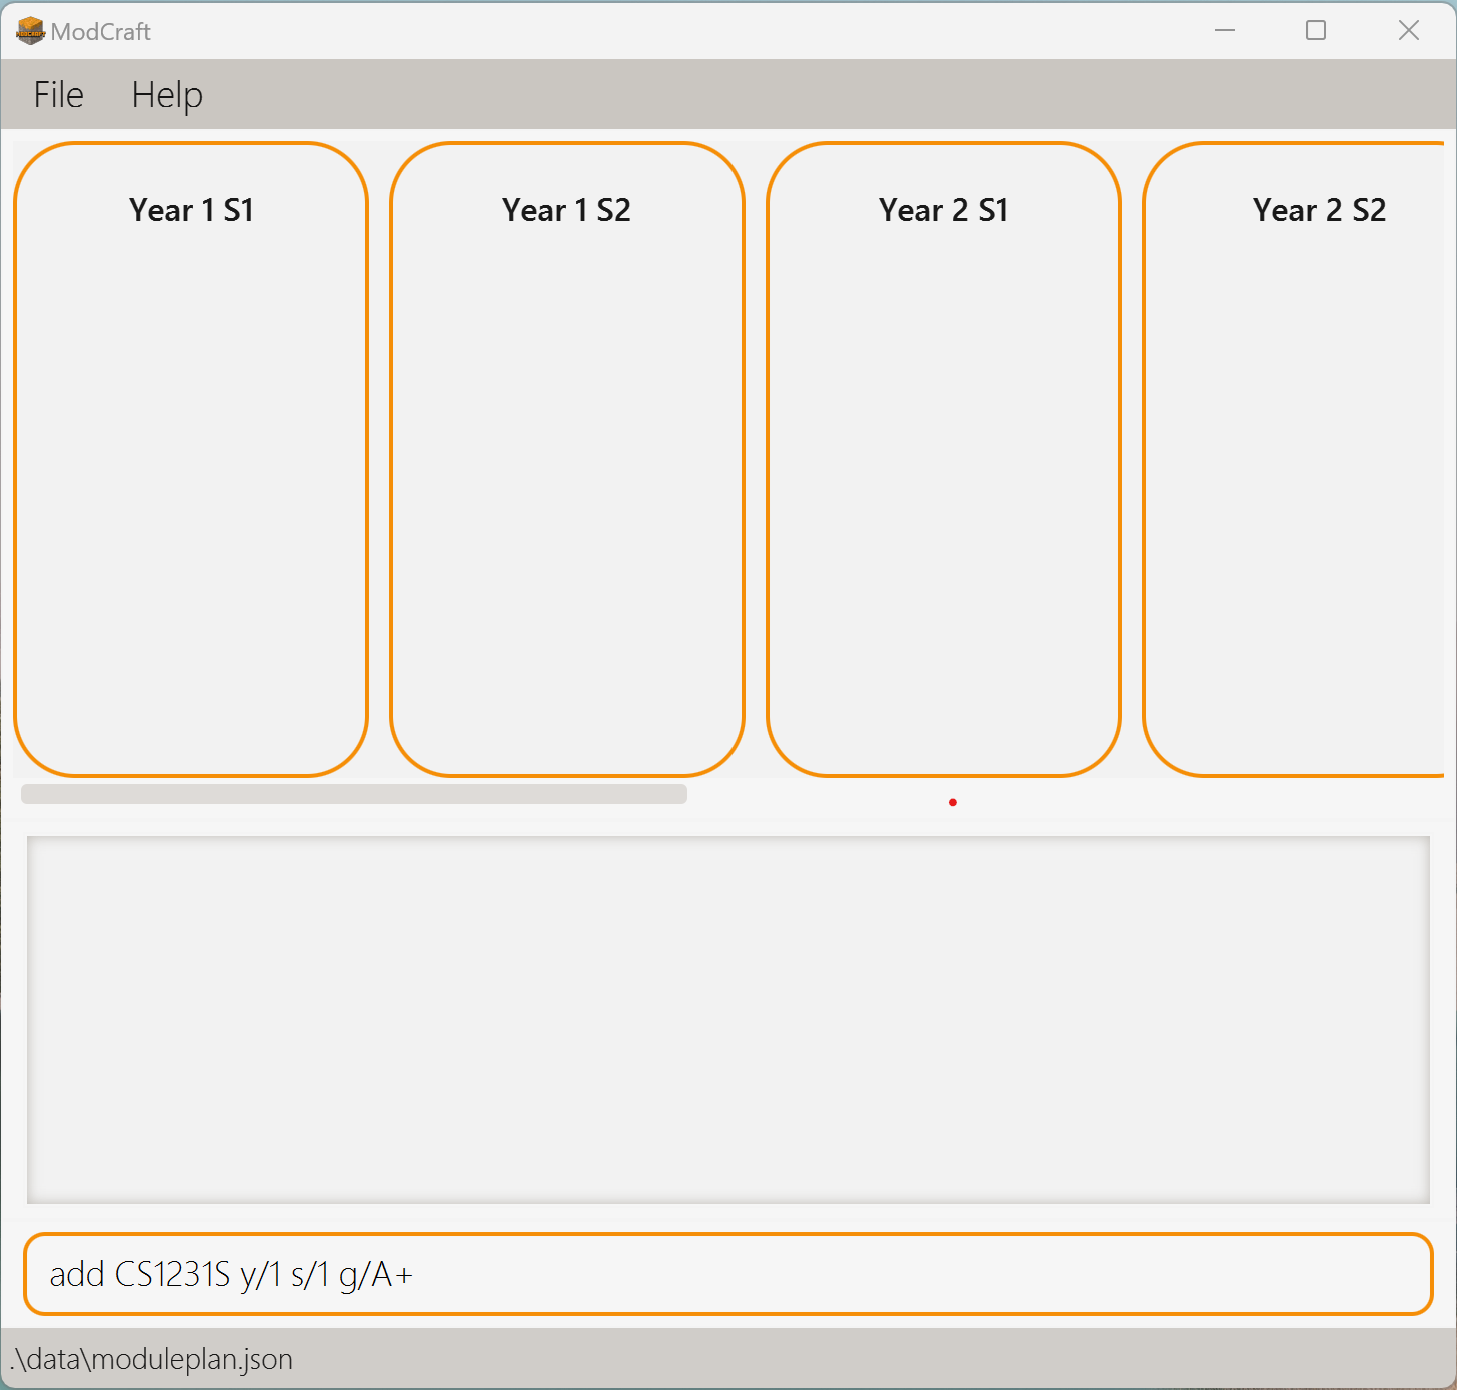 ModCraft
File Help
Year 1 S1 Year 1 S2 Year 2 S1 Year 2 S2
add CS1231S y/1 s/1 g/A+
.\data\moduleplan.json